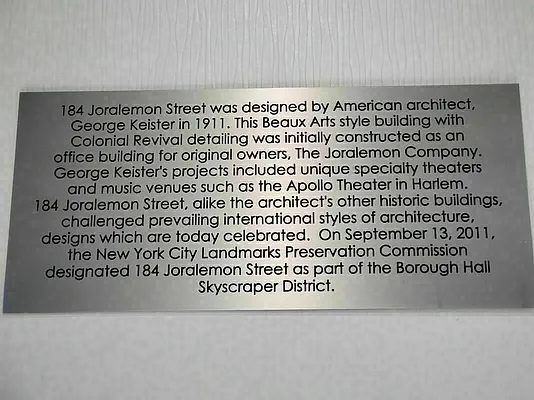 184 Joralemon Street was designed by American architect,
George Keister in 1911. This Beaux Arts style building with
Colonial Revival detailing was initially constructed as an
office building for original owners, The Joralemon Company.
George Keister's projects included unique specialty theaters
and music venues such as the Apollo Theater in Harlem.
184 Joralemon Street, alike the architect's other historic buildings,
challenged prevailing international styles of architecture,
designs which are today celebrated. On September 13, 2011,
the New York City Landmarks Preservation Commission
designated 184 Joralemon Street as part of the Borough Hall
Skyscraper District.